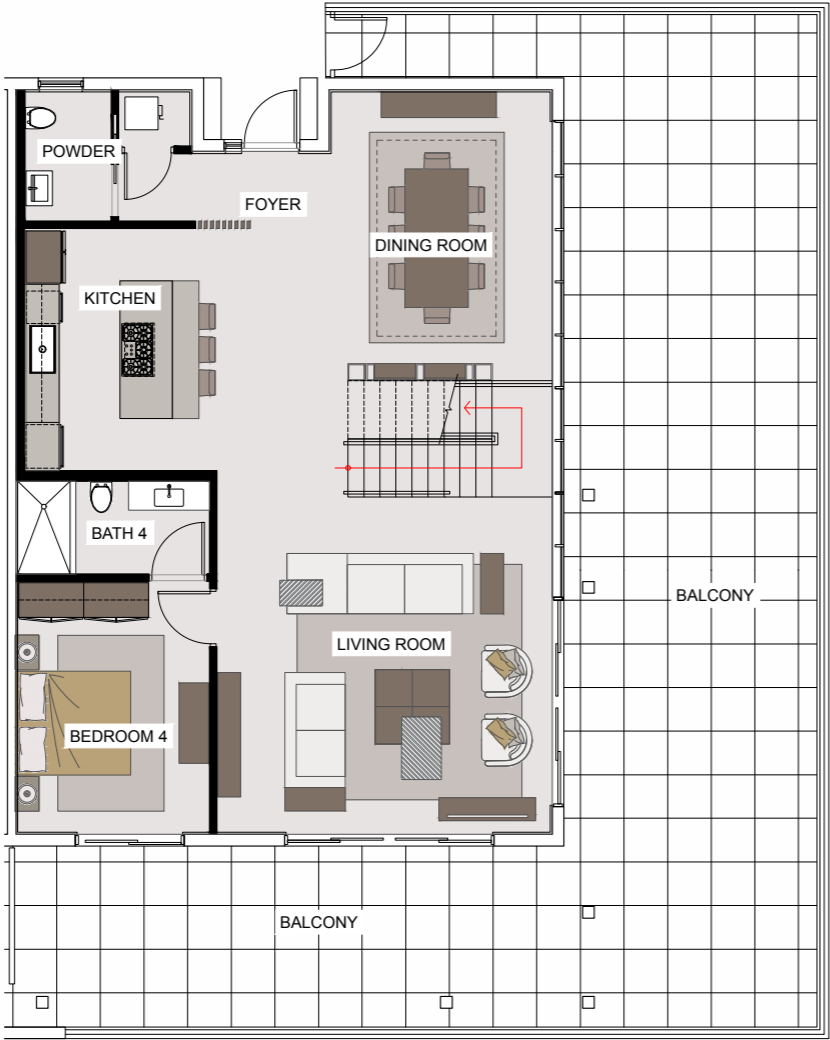 POWDER
FOYER
DINING ROOM
KITCHEN
BATH 4
BALCONY
LIVING ROOM
BEDROOM 4
BALCONY